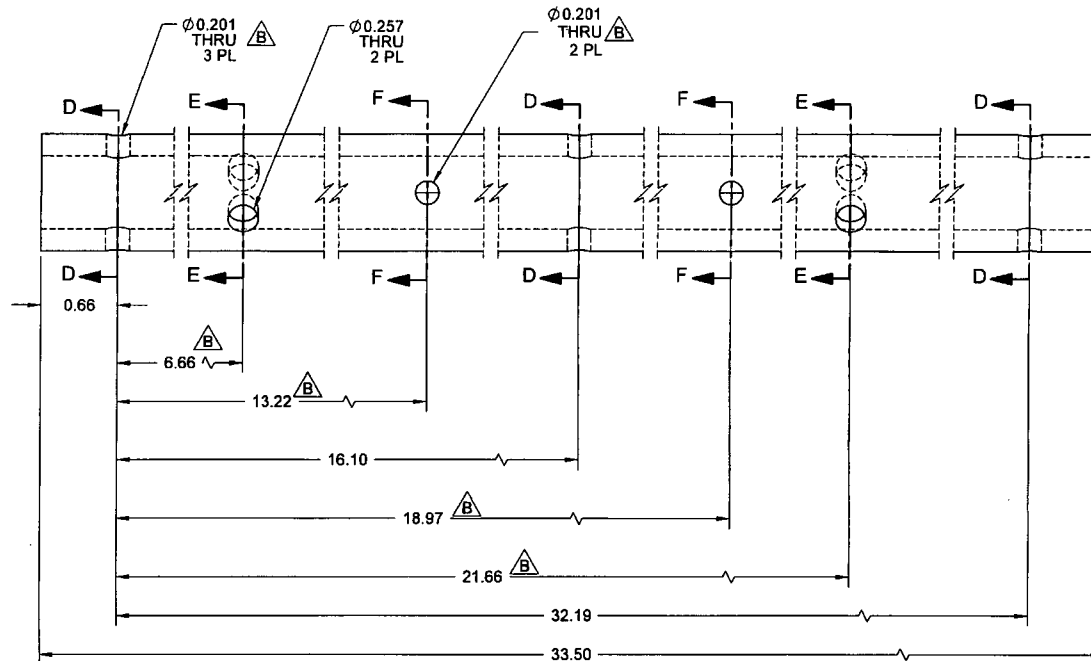 Ø0.201
THRU B
3 PL
Ø0.257
THRU
2 PL
Ø0.201
THRU B
2 PL
D E F D F E D
D E F D F E D
0.66
6.66 B
13.22 B
16.10
18.97 B
21.66 B
32.19
33.50